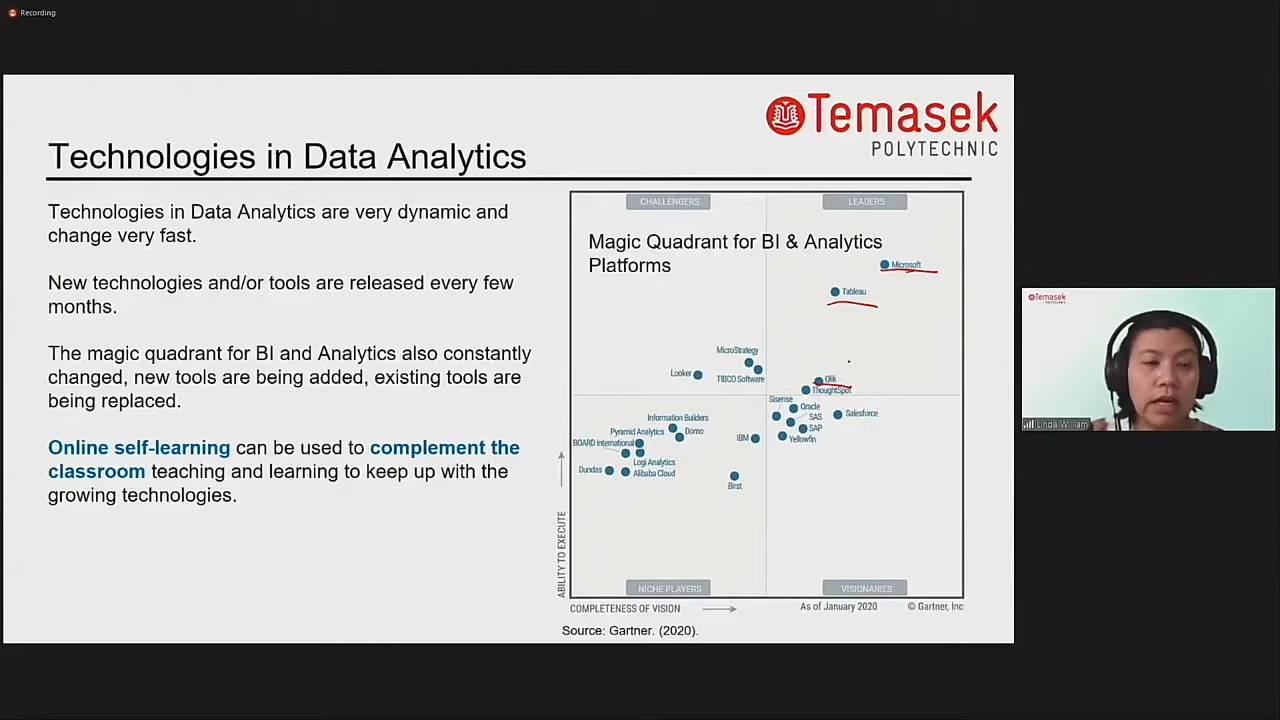 Recording
Temasek
POLYTECHNIC
Technologies in Data Analytics
Technologies in Data Analytics are very dynamic and
change very fast.
New technologies and/or tools are released every few
months.
The magic quadrant for BI and Analytics also constantly
changed, new tools are being added, existing tools are
being replaced.
Online self-learning can be used to complement the
classroom teaching and learning to keep up with the
growing technologies.
CHALLENGERS
LEADERS
Magic Quadrant for BI & Analytics
Platforms
Microsoft
Tableau
MicroStrategy
Looker
TIBCO Software
Qlik
ThoughtSpot
Sisense
Oracle
Salesforce
SAS
SAP
Yellowfin
Information Builders
Pyramid Analytics
Domo
BOARD International
IBM
Logi Analytics
Dundas
Alibaba Cloud
Birst
ABILITY TO EXECUTE
NICHE PLAYERS
VISIONARIES
COMPLETENESS OF VISION
As of January 2020
© Gartner, Inc
Source: Gartner. (2020).
Temasek
POLYTECHNIC
Linda William